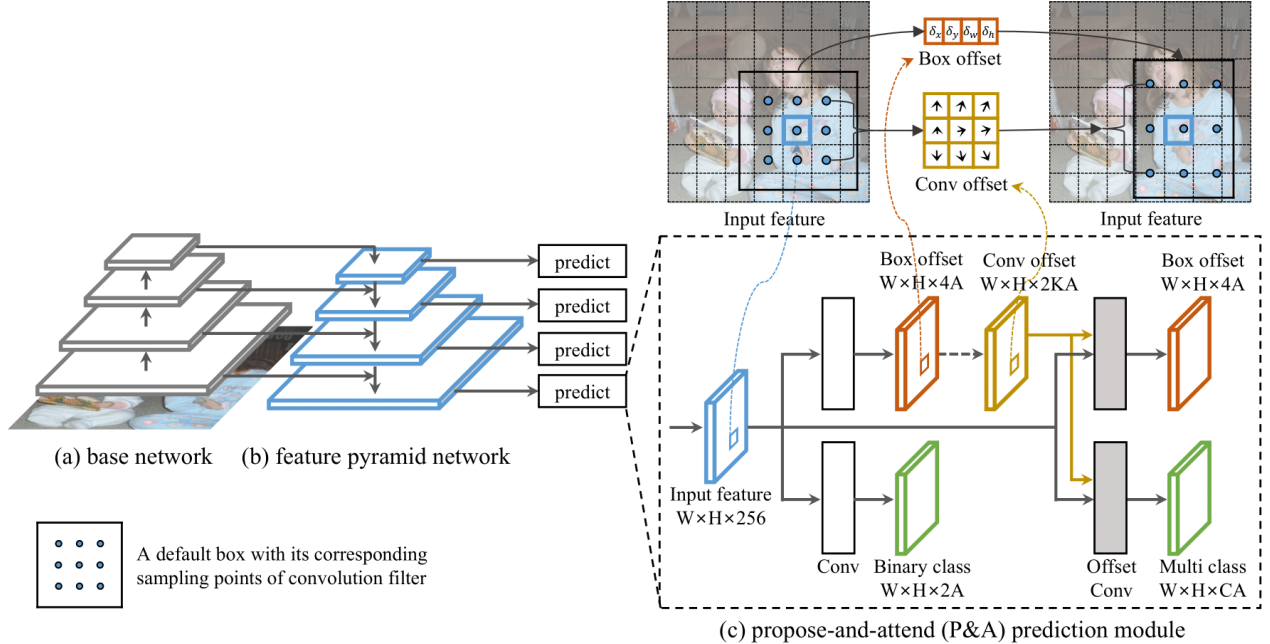 δx δy δw δh
Box offset
Conv offset
Input feature
Input feature
predict
predict
predict
predict
(a) base network
(b) feature pyramid network
A default box with its corresponding
sampling points of convolution filter
Box offset
W×H×4A
Conv offset
W×H×2KA
Box offset
W×H×4A
Input feature
W×H×256
Conv
Binary class
W×H×2A
Offset
Conv
Multi class
W×H×CA
(c) propose-and-attend (P&A) prediction module